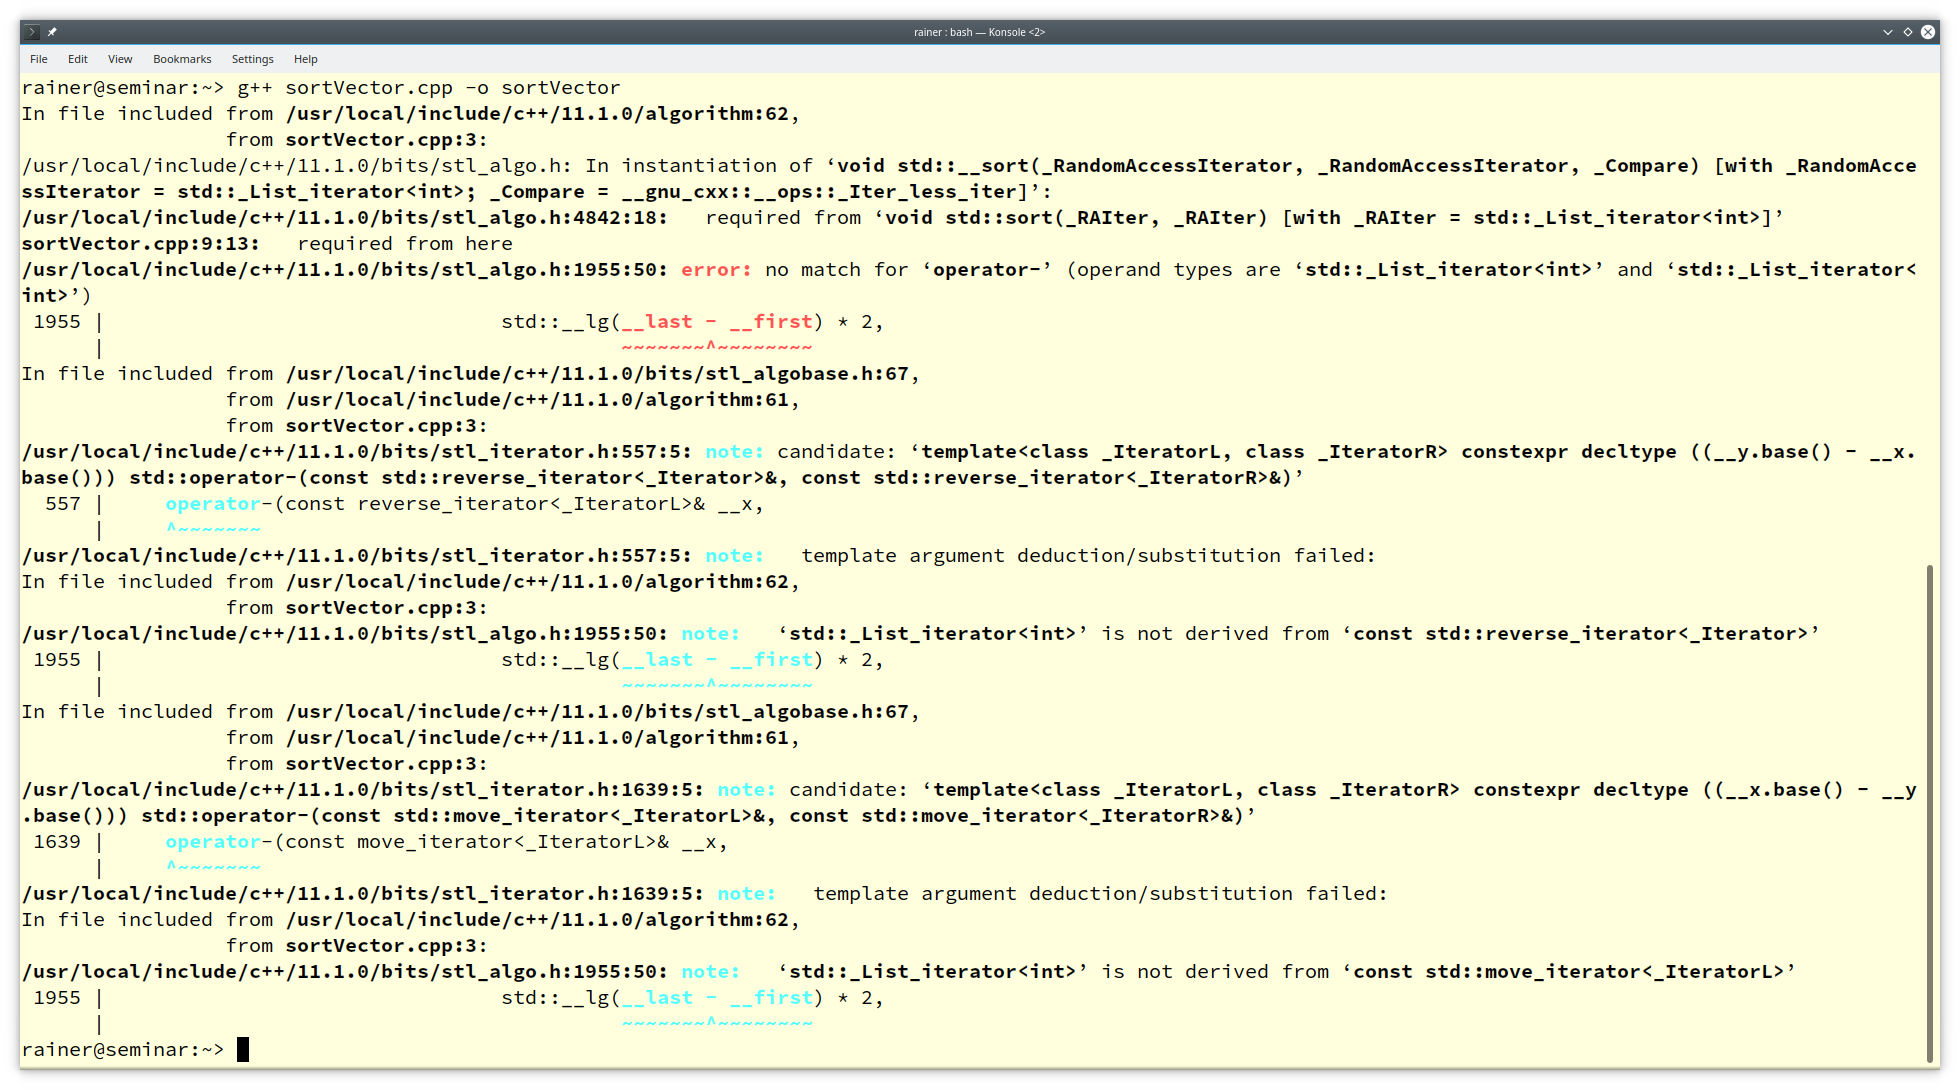 rainer : bash — Konsole <2>
File Edit View Bookmarks Settings Help
rainer@seminar:~> g++ sortVector.cpp -o sortVector
In file included from /usr/local/include/c++/11.1.0/algorithm:62,
                 from sortVector.cpp:3:
/usr/local/include/c++/11.1.0/bits/stl_algo.h: In instantiation of ‘void std::__sort(_RandomAccessIterator, _RandomAccessIterator, _Compare) [with _RandomAcce
ssIterator = std::_List_iterator<int>; _Compare = __gnu_cxx::__ops::_Iter_less_iter]’:
/usr/local/include/c++/11.1.0/bits/stl_algo.h:4842:18:   required from ‘void std::sort(_RAIter, _RAIter) [with _RAIter = std::_List_iterator<int>]’
sortVector.cpp:9:13:   required from here
/usr/local/include/c++/11.1.0/bits/stl_algo.h:1955:50: error: no match for ‘operator-’ (operand types are ‘std::_List_iterator<int>’ and ‘std::_List_iterator<
int>’)
 1955 |                                 std::__lg(__last - __first) * 2,
      |                                           ~~~~~~~^~~~~~~~~
In file included from /usr/local/include/c++/11.1.0/bits/stl_algobase.h:67,
                 from /usr/local/include/c++/11.1.0/algorithm:61,
                 from sortVector.cpp:3:
/usr/local/include/c++/11.1.0/bits/stl_iterator.h:557:5: note: candidate: ‘template<class _IteratorL, class _IteratorR> constexpr decltype ((__y.base() - __x.
base())) std::operator-(const std::reverse_iterator<_Iterator>&, const std::reverse_iterator<_IteratorR>&)’
  557 |     operator-(const reverse_iterator<_IteratorL>& __x,
      |     ^~~~~~~~
/usr/local/include/c++/11.1.0/bits/stl_iterator.h:557:5: note:   template argument deduction/substitution failed:
In file included from /usr/local/include/c++/11.1.0/algorithm:62,
                 from sortVector.cpp:3:
/usr/local/include/c++/11.1.0/bits/stl_algo.h:1955:50: note:   ‘std::_List_iterator<int>’ is not derived from ‘const std::reverse_iterator<_Iterator>’
 1955 |                                 std::__lg(__last - __first) * 2,
      |                                           ~~~~~~~^~~~~~~~~
In file included from /usr/local/include/c++/11.1.0/bits/stl_algobase.h:67,
                 from /usr/local/include/c++/11.1.0/algorithm:61,
                 from sortVector.cpp:3:
/usr/local/include/c++/11.1.0/bits/stl_iterator.h:1639:5: note: candidate: ‘template<class _IteratorL, class _IteratorR> constexpr decltype ((__x.base() - __y
.base())) std::operator-(const std::move_iterator<_IteratorL>&, const std::move_iterator<_IteratorR>&)’
 1639 |     operator-(const move_iterator<_IteratorL>& __x,
      |     ^~~~~~~~
/usr/local/include/c++/11.1.0/bits/stl_iterator.h:1639:5: note:   template argument deduction/substitution failed:
In file included from /usr/local/include/c++/11.1.0/algorithm:62,
                 from sortVector.cpp:3:
/usr/local/include/c++/11.1.0/bits/stl_algo.h:1955:50: note:   ‘std::_List_iterator<int>’ is not derived from ‘const std::move_iterator<_IteratorL>’
 1955 |                                 std::__lg(__last - __first) * 2,
      |                                           ~~~~~~~^~~~~~~~~
rainer@seminar:~>